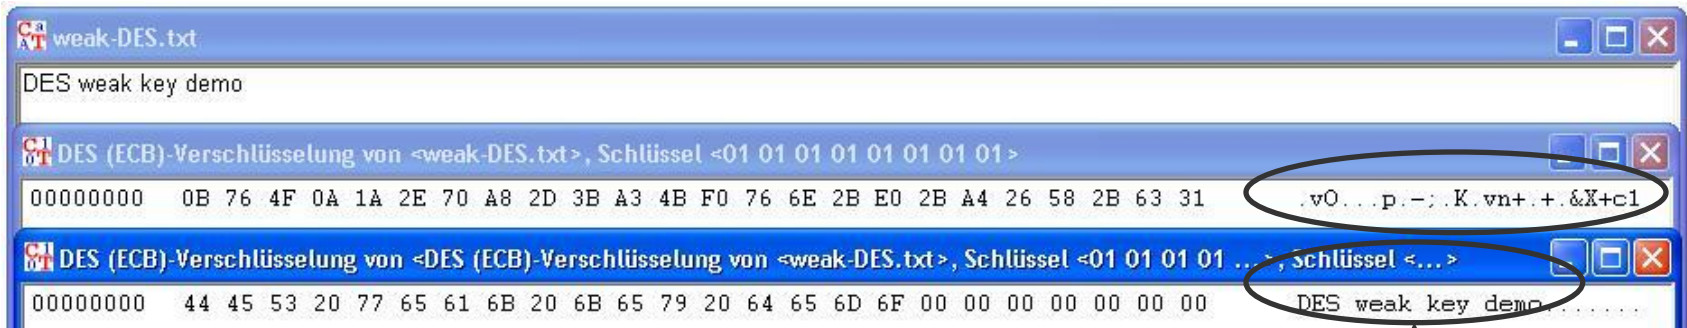 weak-DES.txt
DES weak key demo
DES (ECB)-Verschlüsselung von <weak-DES.txt>, Schlüssel <01 01 01 01 01 01 01 01>
00000000 0B 76 4F 0A 1A 2E 70 A8 2D 3B A3 4B F0 76 6E 2B E0 2B A4 26 58 2B 63 31 .vO...p.-;.K.vn+.+.&X+c1
DES (ECB)-Verschlüsselung von <DES (ECB)-Verschlüsselung von <weak-DES.txt>, Schlüssel <01 01 01 01 ...>, Schlüssel <...>
00000000 44 45 53 20 77 65 61 6B 20 6B 65 79 20 64 65 6D 6F 00 00 00 00 00 00 00 DES weak key demo.......